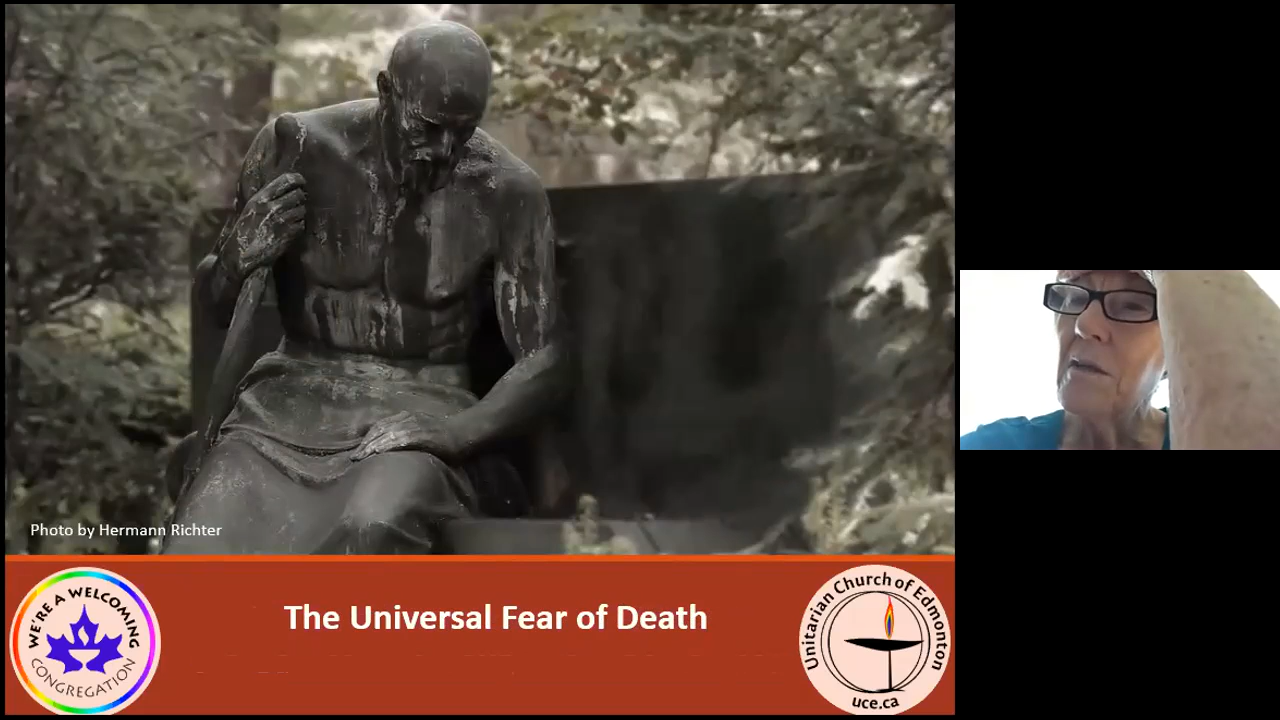 Photo by Hermann Richter
The Universal Fear of Death
WE'RE A WELCOMING
CONGREGATION
Unitarian Church of Edmonton
uce.ca